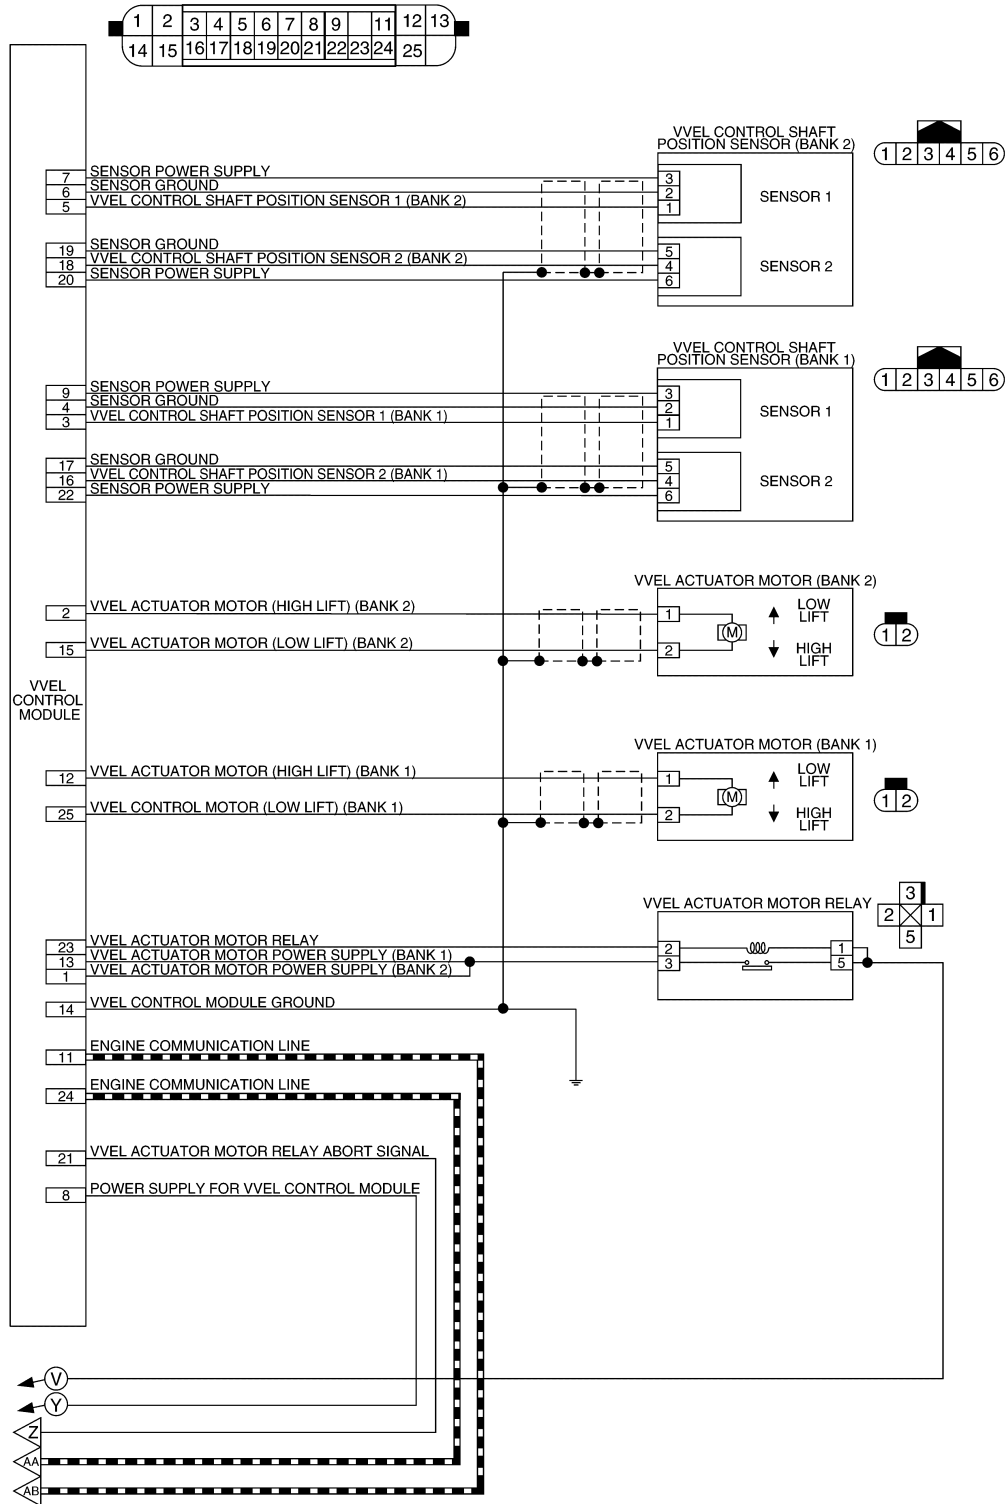 1 2 3 4 5 6 7 8 9 11 12 13
14 15 16 17 18 19 20 21 22 23 24 25
VVEL CONTROL SHAFT
POSITION SENSOR (BANK 2)
1 2 3 4 5 6
7 SENSOR POWER SUPPLY 3
6 SENSOR GROUND 2
5 VVEL CONTROL SHAFT POSITION SENSOR 1 (BANK 2) 1
SENSOR 1
19 SENSOR GROUND 5
18 VVEL CONTROL SHAFT POSITION SENSOR 2 (BANK 2) 4
20 SENSOR POWER SUPPLY 6
SENSOR 2
VVEL CONTROL SHAFT
POSITION SENSOR (BANK 1)
1 2 3 4 5 6
9 SENSOR POWER SUPPLY 3
4 SENSOR GROUND 2
3 VVEL CONTROL SHAFT POSITION SENSOR 1 (BANK 1) 1
SENSOR 1
17 SENSOR GROUND 5
16 VVEL CONTROL SHAFT POSITION SENSOR 2 (BANK 1) 4
22 SENSOR POWER SUPPLY 6
SENSOR 2
VVEL ACTUATOR MOTOR (BANK 2)
2 VVEL ACTUATOR MOTOR (HIGH LIFT) (BANK 2) 1
15 VVEL ACTUATOR MOTOR (LOW LIFT) (BANK 2) 2
M
LOW
LIFT
HIGH
LIFT
1 2
VVEL
CONTROL
MODULE
VVEL ACTUATOR MOTOR (BANK 1)
12 VVEL ACTUATOR MOTOR (HIGH LIFT) (BANK 1) 1
25 VVEL CONTROL MOTOR (LOW LIFT) (BANK 1) 2
M
LOW
LIFT
HIGH
LIFT
1 2
VVEL ACTUATOR MOTOR RELAY
3
2 1
5
23 VVEL ACTUATOR MOTOR RELAY 2 1
13 VVEL ACTUATOR MOTOR POWER SUPPLY (BANK 1) 3 5
1 VVEL ACTUATOR MOTOR POWER SUPPLY (BANK 2)
14 VVEL CONTROL MODULE GROUND
11 ENGINE COMMUNICATION LINE
24 ENGINE COMMUNICATION LINE
21 VVEL ACTUATOR MOTOR RELAY ABORT SIGNAL
8 POWER SUPPLY FOR VVEL CONTROL MODULE
V
Y
Z
AA
AB